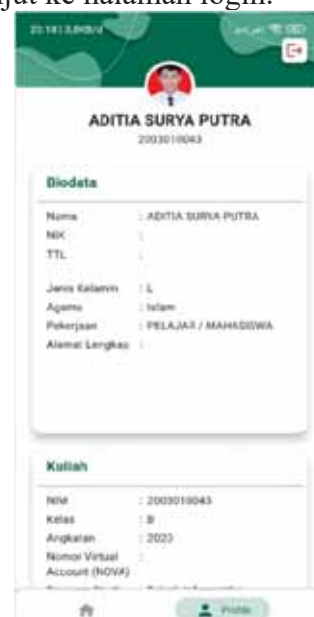 jut ke halaman login.
ADITIA SURYA PUTRA
2003010043
Biodata
Nama : ADITIA SURYA PUTRA
NIK :
TTL :
Jenis Kelamin : L
Agama : Islam
Pekerjaan : PELAJAR / MAHASISWA
Alamat Lengkap :
Kuliah
NIM : 2003010043
Kelas : B
Angkatan : 2023
Nomor Virtual :
Account (NOVA)
Profile